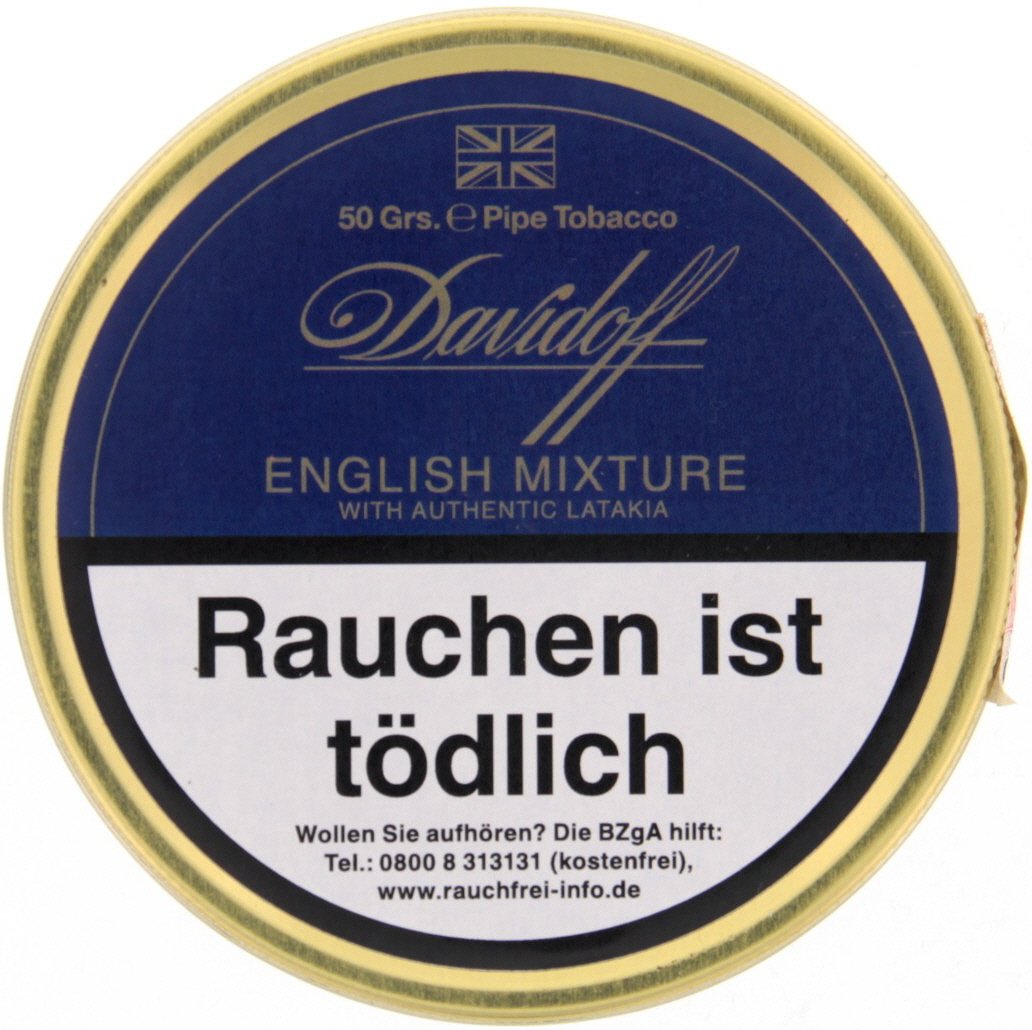 50 Grs. ℮ Pipe Tobacco
Davidoff
ENGLISH MIXTURE
WITH AUTHENTIC LATAKIA
Rauchen ist
tödlich
Wollen Sie aufhören? Die BZgA hilft:
Tel.: 0800 8 313131 (kostenfrei),
www.rauchfrei-info.de